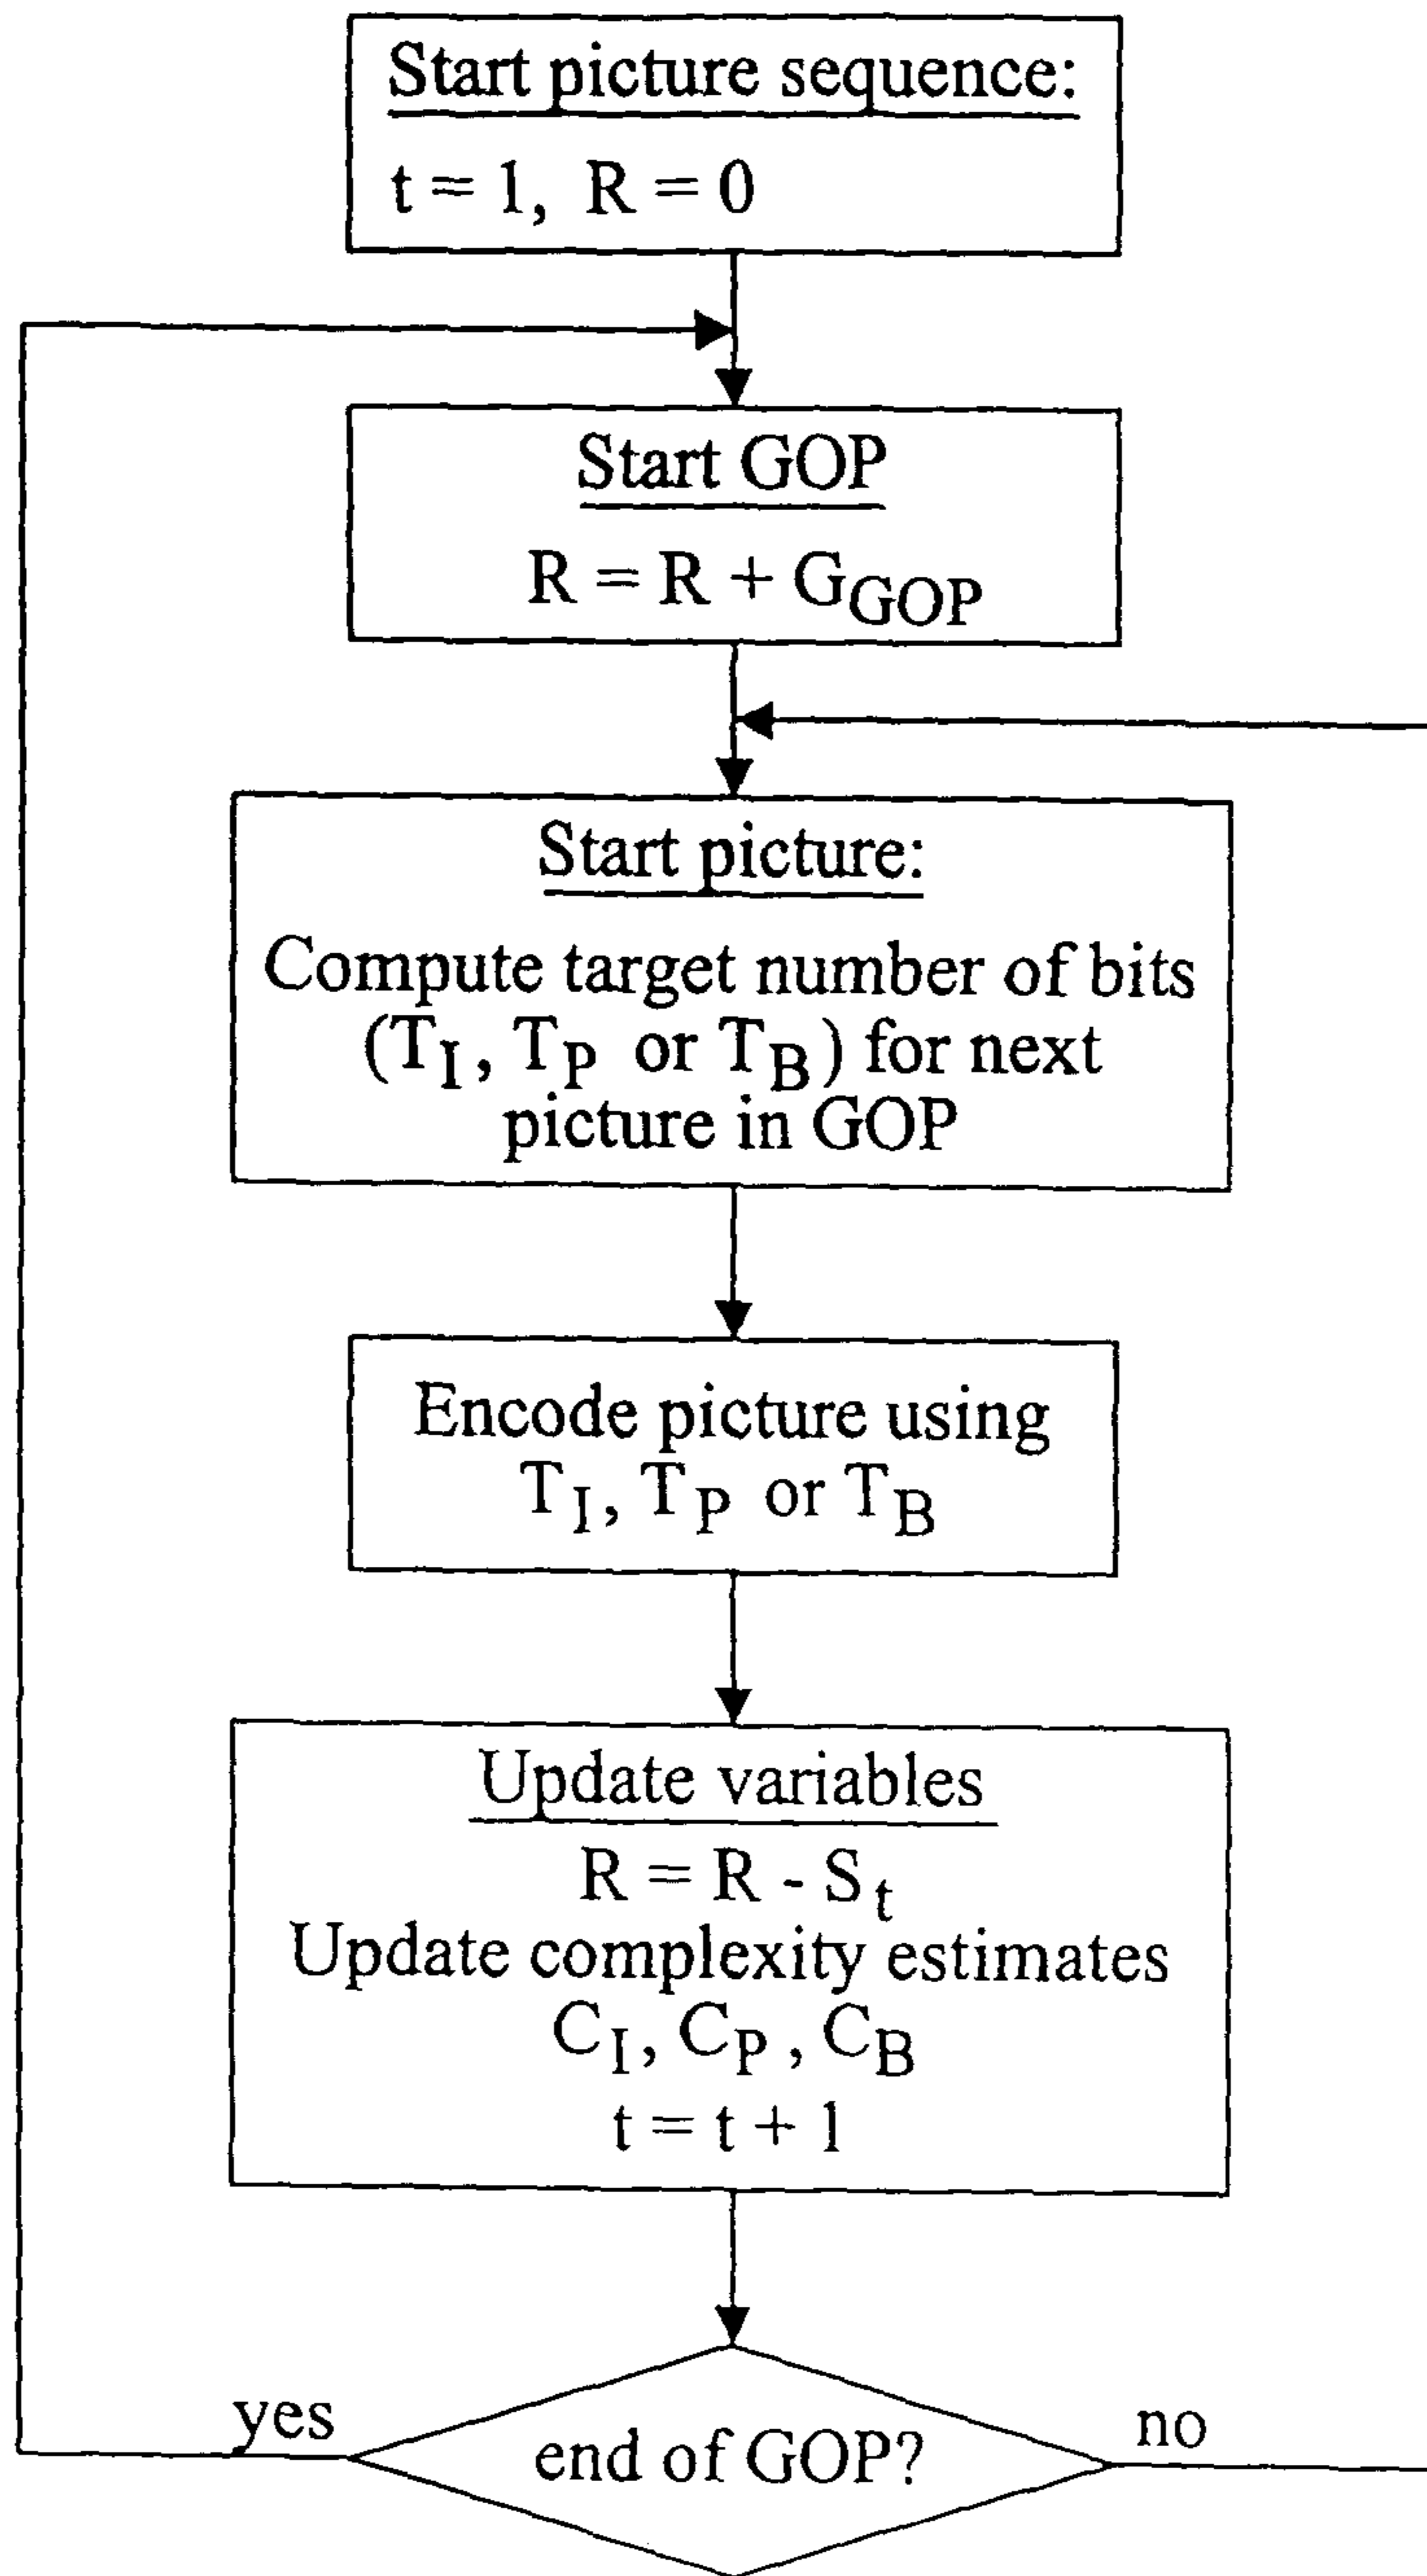 Start picture sequence:
t = 1, R = 0
Start GOP
R = R + G_GOP
Start picture:
Compute target number of bits
(T_I, T_P or T_B) for next
picture in GOP
Encode picture using
T_I, T_P or T_B
Update variables
R = R - S_t
Update complexity estimates
C_I, C_P, C_B
t = t + 1
yes
end of GOP?
no